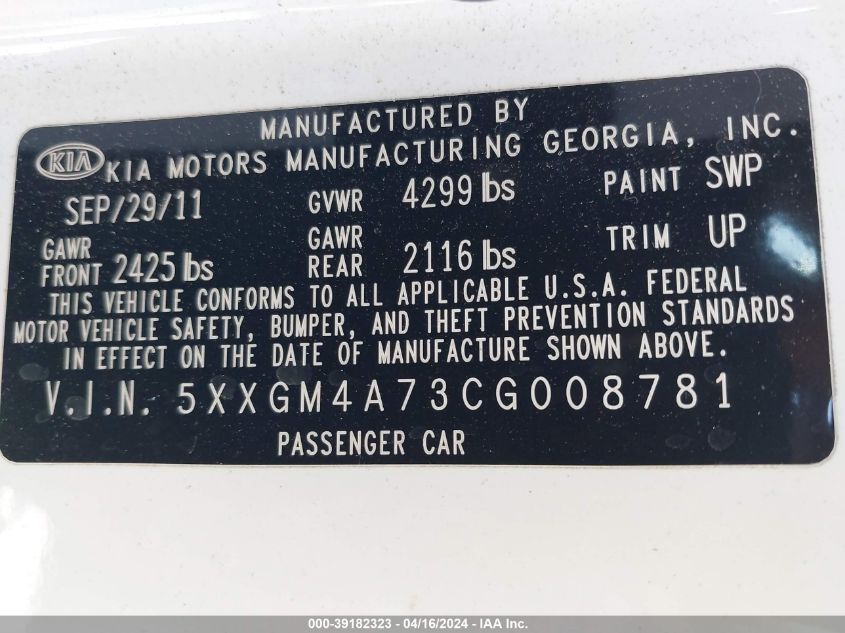 MANUFACTURED BY
KIA KIA MOTORS MANUFACTURING GEORGIA, INC.
SEP/29/11 GVWR 4299 lbs PAINT SWP
GAWR FRONT 2425 lbs GAWR REAR 2116 lbs TRIM UP
THIS VEHICLE CONFORMS TO ALL APPLICABLE U.S.A. FEDERAL
MOTOR VEHICLE SAFETY, BUMPER, AND THEFT PREVENTION STANDARDS
IN EFFECT ON THE DATE OF MANUFACTURE SHOWN ABOVE.
V.I.N. 5XXGM4A73CG008781
PASSENGER CAR
000-39182323 - 04/16/2024 - IAA Inc.